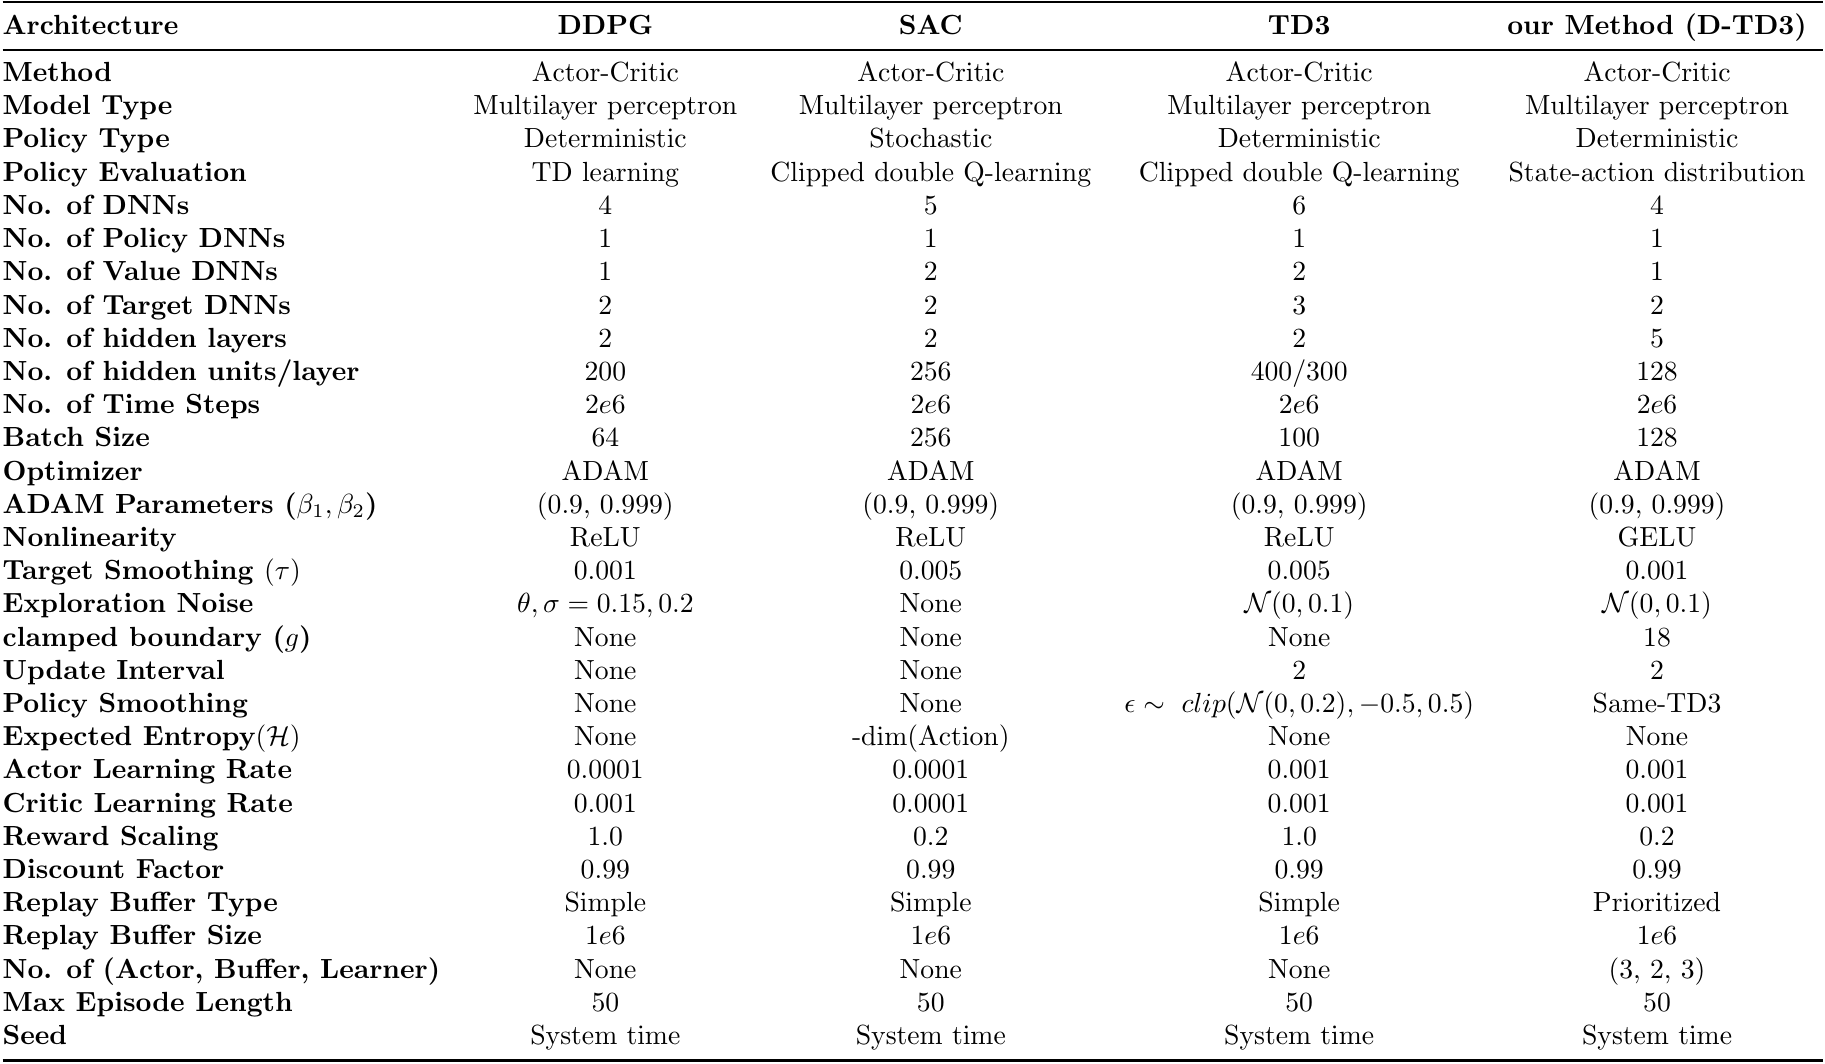 Architecture DDPG SAC TD3 our Method (D-TD3)
Method Actor-Critic Actor-Critic Actor-Critic Actor-Critic
Model Type Multilayer perceptron Multilayer perceptron Multilayer perceptron Multilayer perceptron
Policy Type Deterministic Stochastic Deterministic Deterministic
Policy Evaluation TD learning Clipped double Q-learning Clipped double Q-learning State-action distribution
No. of DNNs 4 5 6 4
No. of Policy DNNs 1 1 1 1
No. of Value DNNs 1 2 2 1
No. of Target DNNs 2 2 3 2
No. of hidden layers 2 2 2 5
No. of hidden units/layer 200 256 400/300 128
No. of Time Steps 2e6 2e6 2e6 2e6
Batch Size 64 256 100 128
Optimizer ADAM ADAM ADAM ADAM
ADAM Parameters (β₁, β₂) (0.9, 0.999) (0.9, 0.999) (0.9, 0.999) (0.9, 0.999)
Nonlinearity ReLU ReLU ReLU GELU
Target Smoothing (τ) 0.001 0.005 0.005 0.001
Exploration Noise θ, σ = 0.15, 0.2 None 𝒩(0, 0.1) 𝒩(0, 0.1)
clamped boundary (g) None None None 18
Update Interval None None 2 2
Policy Smoothing None None ϵ ∼ clip(𝒩(0, 0.2), −0.5, 0.5) Same-TD3
Expected Entropy(ℋ) None -dim(Action) None None
Actor Learning Rate 0.0001 0.0001 0.001 0.001
Critic Learning Rate 0.001 0.0001 0.001 0.001
Reward Scaling 1.0 0.2 1.0 0.2
Discount Factor 0.99 0.99 0.99 0.99
Replay Buffer Type Simple Simple Simple Prioritized
Replay Buffer Size 1e6 1e6 1e6 1e6
No. of (Actor, Buffer, Learner) None None None (3, 2, 3)
Max Episode Length 50 50 50 50
Seed System time System time System time System time